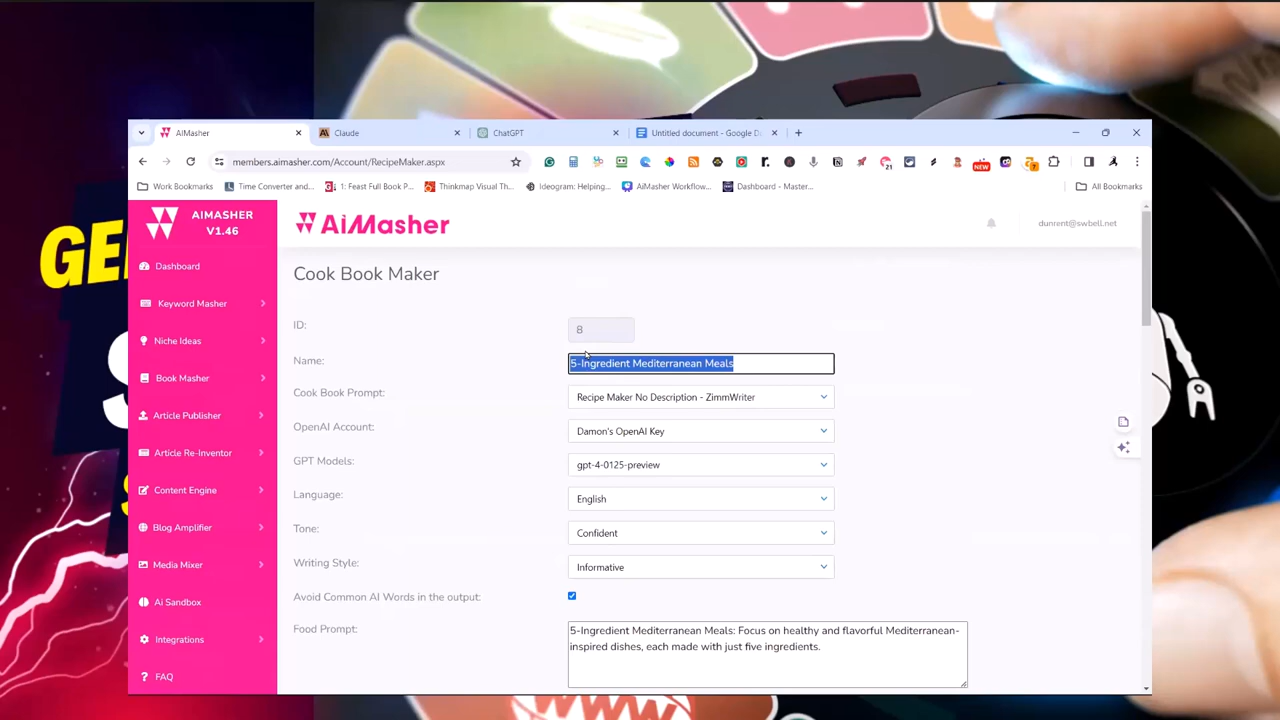 GE
S
AIMasher
Claude
ChatGPT
Untitled document - Google D
members.aimasher.com/Account/RecipeMaker.aspx
21
NEW
Work Bookmarks
Time Converter and...
1: Feast Full Book P...
Thinkmap Visual Th...
Ideogram: Helping...
AiMasher Workflow...
Dashboard - Master...
All Bookmarks
AIMASHER
V1.46
AiMasher
dunrent@swbell.net
Dashboard
Keyword Masher
Niche Ideas
Book Masher
Article Publisher
Article Re-Inventor
Content Engine
Blog Amplifier
Media Mixer
Ai Sandbox
Integrations
FAQ
Cook Book Maker
ID:
8
Name:
5-Ingredient Mediterranean Meals
Cook Book Prompt:
Recipe Maker No Description - ZimmWriter
OpenAI Account:
Damon's OpenAI Key
GPT Models:
gpt-4-0125-preview
Language:
English
Tone:
Confident
Writing Style:
Informative
Avoid Common AI Words in the output:
Food Prompt:
5-Ingredient Mediterranean Meals: Focus on healthy and flavorful Mediterranean-
inspired dishes, each made with just five ingredients.
WWW